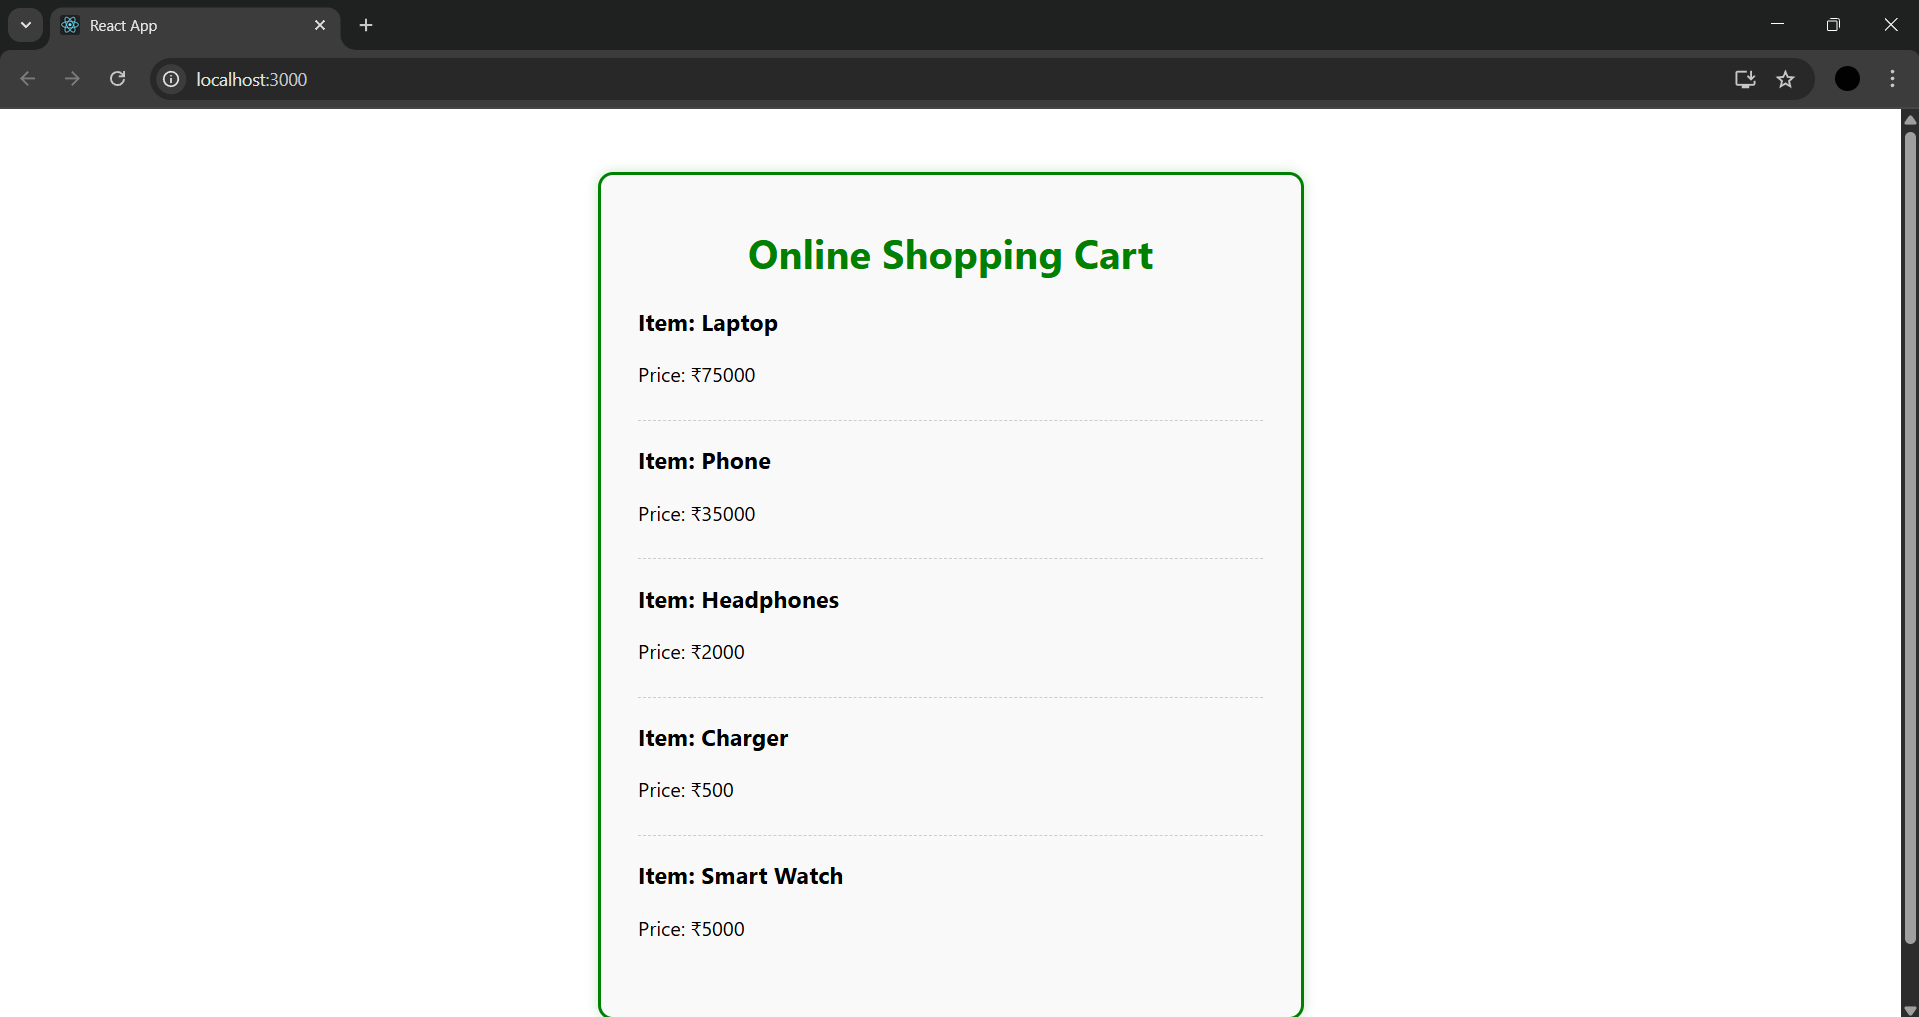 React App
localhost:3000
Online Shopping Cart
Item: Laptop
Price: ₹75000
Item: Phone
Price: ₹35000
Item: Headphones
Price: ₹2000
Item: Charger
Price: ₹500
Item: Smart Watch
Price: ₹5000